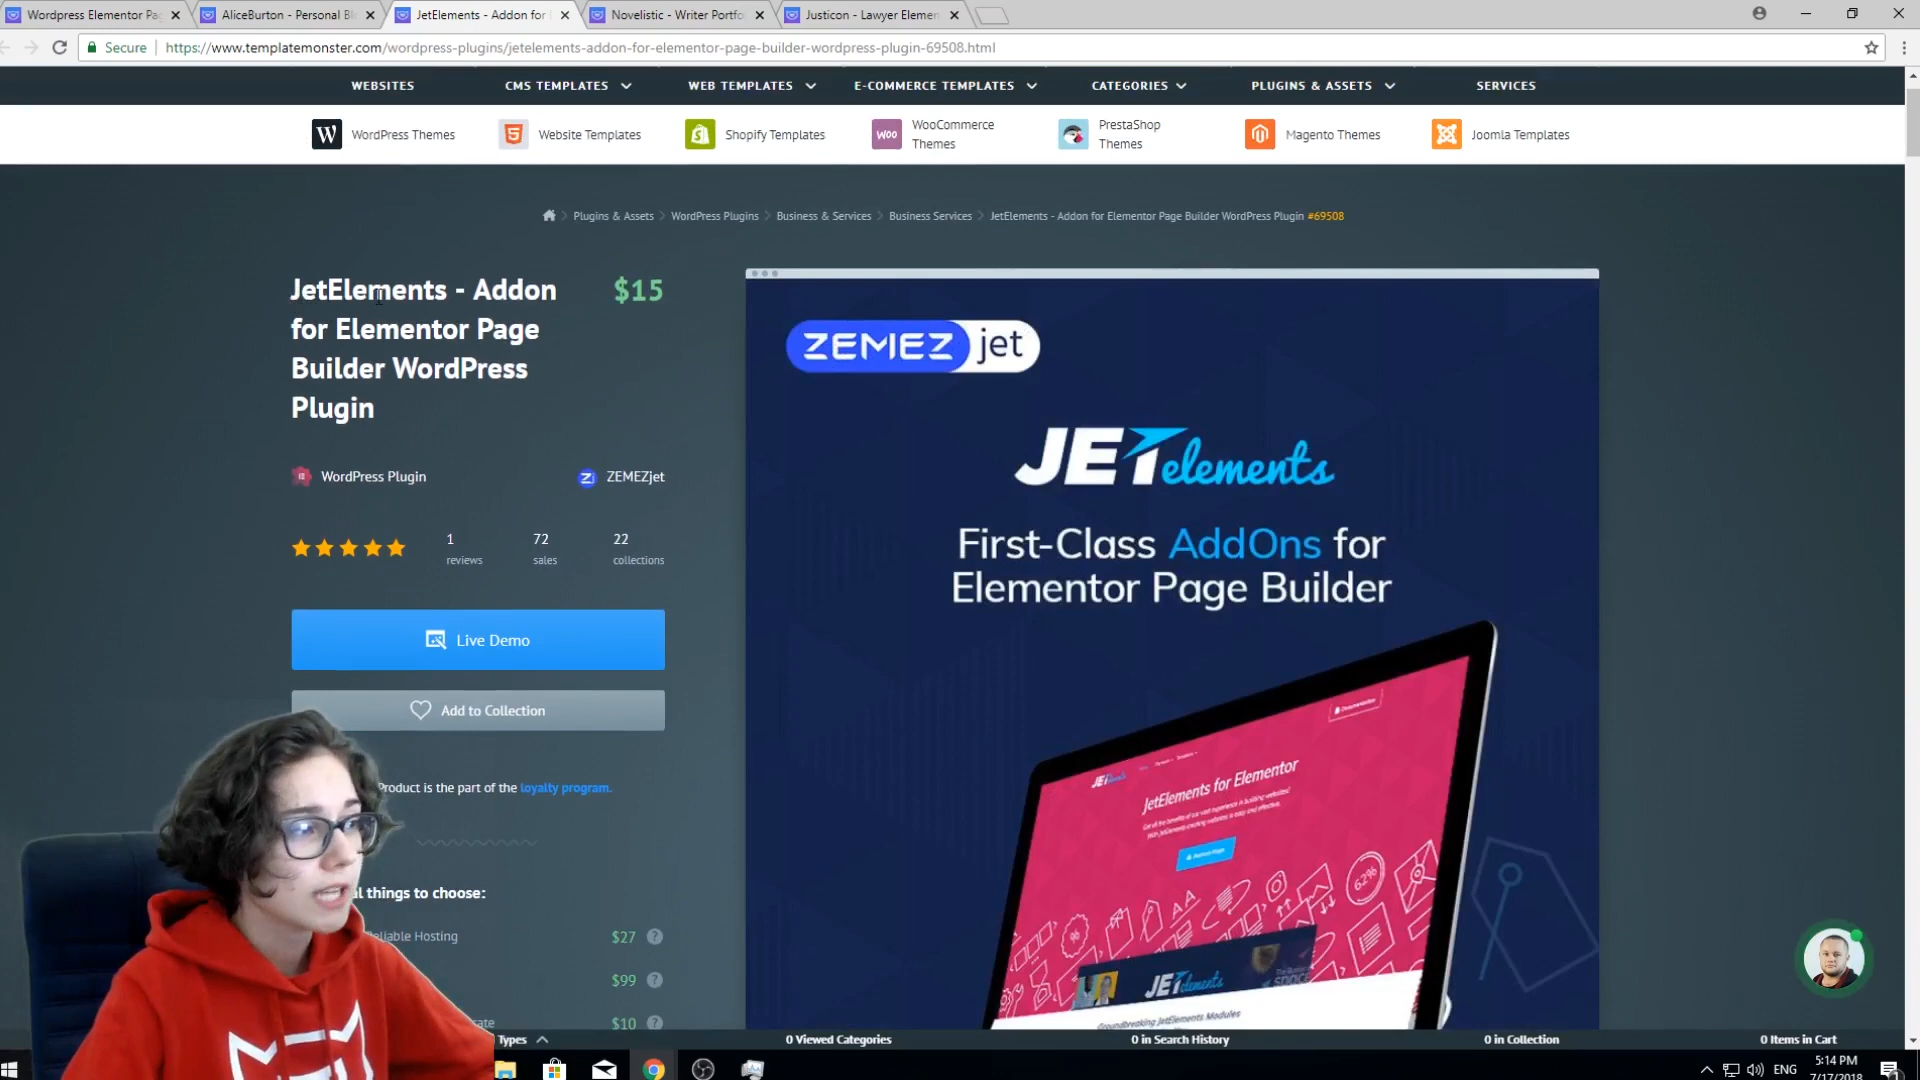 Wordpress Elementor Pa
AliceBurton - Personal Bl
JetElements - Addon for
Novelistic - Writer Portfo
Justicon - Lawyer Elemen
Secure
https://www.templatemonster.com/wordpress-plugins/jetelements-addon-for-elementor-page-builder-wordpress-plugin-69508.html
WEBSITES
CMS TEMPLATES
WEB TEMPLATES
E-COMMERCE TEMPLATES
CATEGORIES
PLUGINS & ASSETS
SERVICES
WordPress Themes
Website Templates
Shopify Templates
WOO
WooCommerce
Themes
PrestaShop
Themes
Magento Themes
Joomla Templates
Plugins & Assets
WordPress Plugins
Business & Services
Business Services
JetElements - Addon for Elementor Page Builder WordPress Plugin #69508
JetElements - Addon
for Elementor Page
Builder WordPress
Plugin
$15
WordPress Plugin
ZEMEZjet
1
reviews
72
sales
22
collections
Live Demo
Add to Collection
Product is the part of the loyalty program.
l things to choose:
eliable Hosting
$27
$99
$10
ZEMEZ jet
JETelements
First-Class AddOns for
Elementor Page Builder
JetElements for Elementor
62%
JETelements
Groundbreaking JetElements Modules
Types
0 Viewed Categories
0 in Search History
0 in Collection
0 Items in Cart
ENG
5:14 PM
7/17/2018